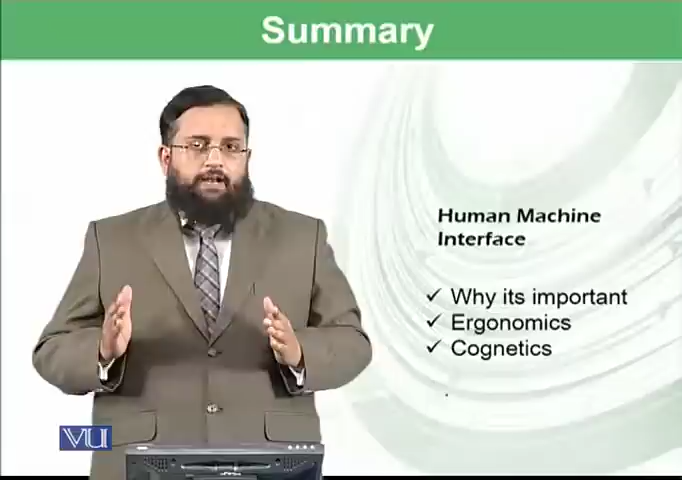 Summary
Human Machine
Interface
✓ Why its important
✓ Ergonomics
✓ Cognetics
VU